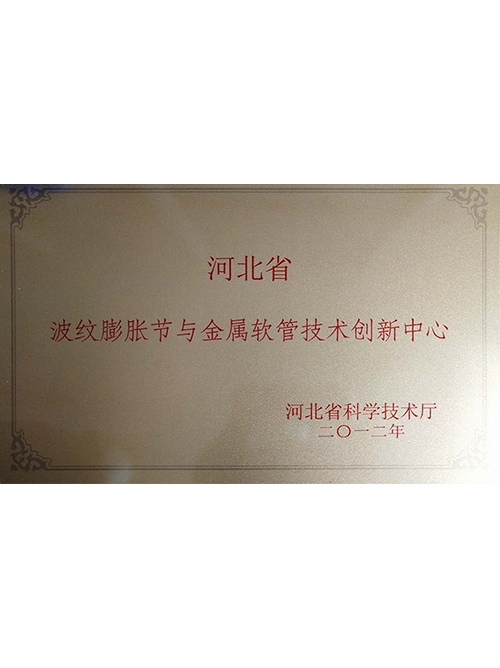 河北省
波纹膨胀节与金属软管技术创新中心
河北省科学技术厅
二〇一二年